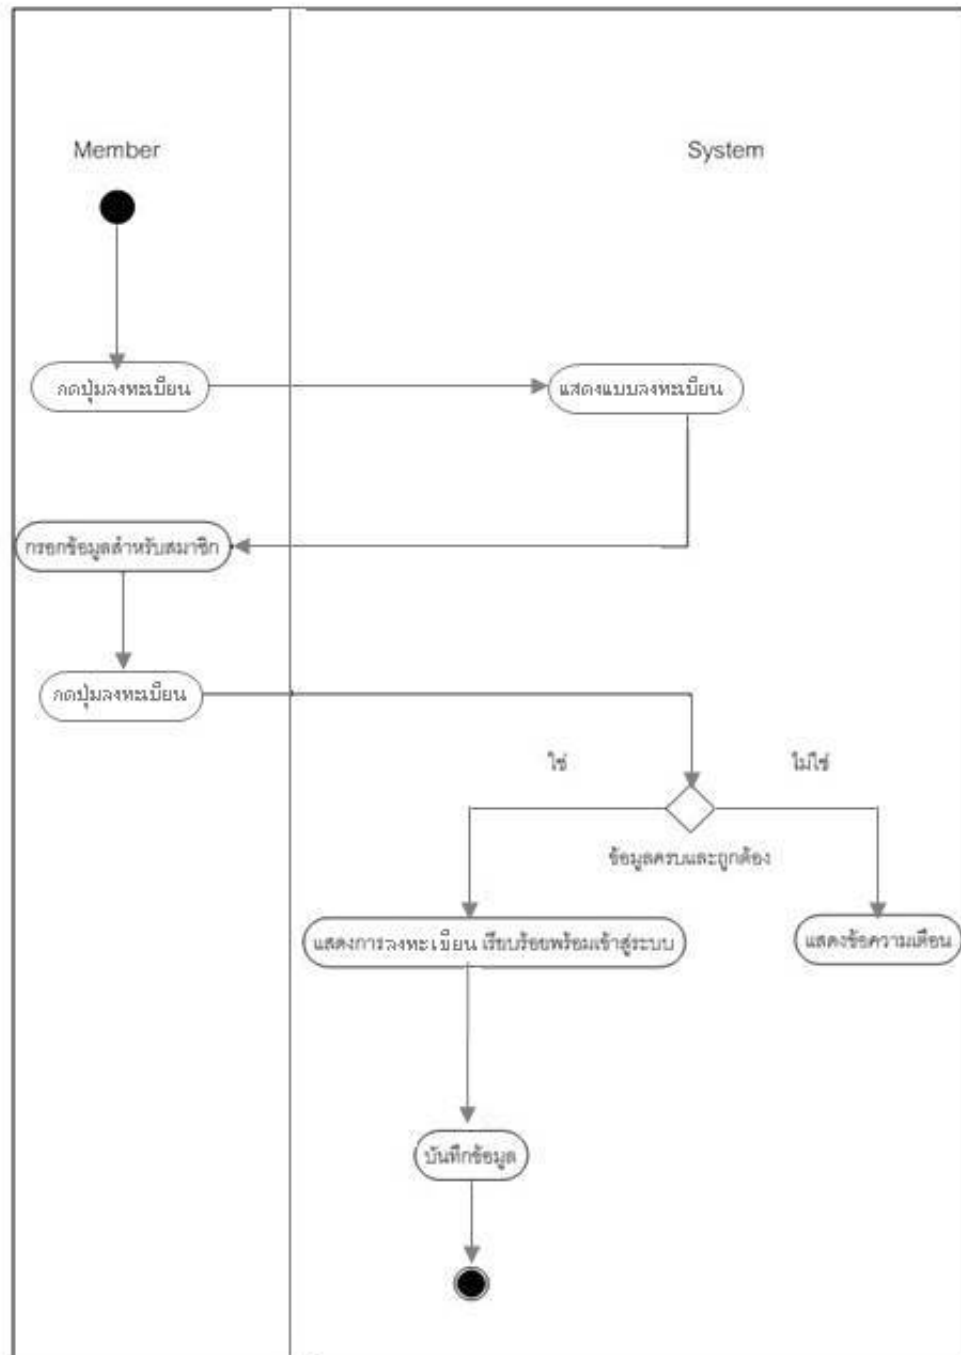 Member
System
กดปุ่มลงทะเบียน
แสดงแบบลงทะเบียน
กรอกข้อมูลสำหรับสมาชิก
กดปุ่มลงทะเบียน
ใช่
ไม่ใช่
ข้อมูลครบและถูกต้อง
แสดงการลงทะเบียน เรียบร้อยพร้อมเข้าสู่ระบบ
แสดงข้อความเตือน
บันทึกข้อมูล